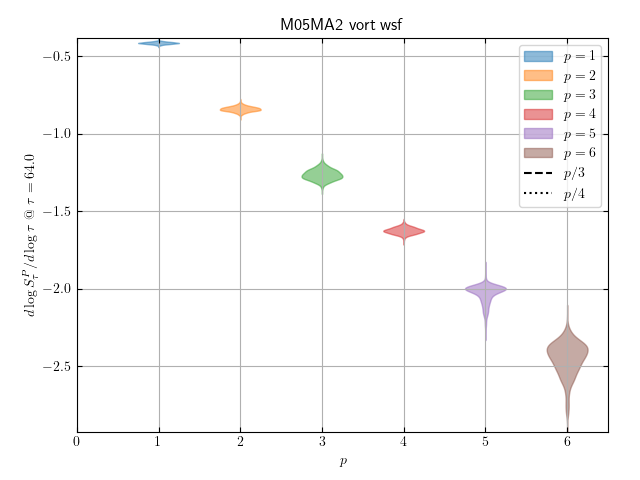 M05MA2 vort wsf
d log S_τ^P / d log τ @ τ = 64.0
−0.5
−1.0
−1.5
−2.0
−2.5
0 1 2 3 4 5 6
p
p = 1
p = 2
p = 3
p = 4
p = 5
p = 6
p/3
p/4